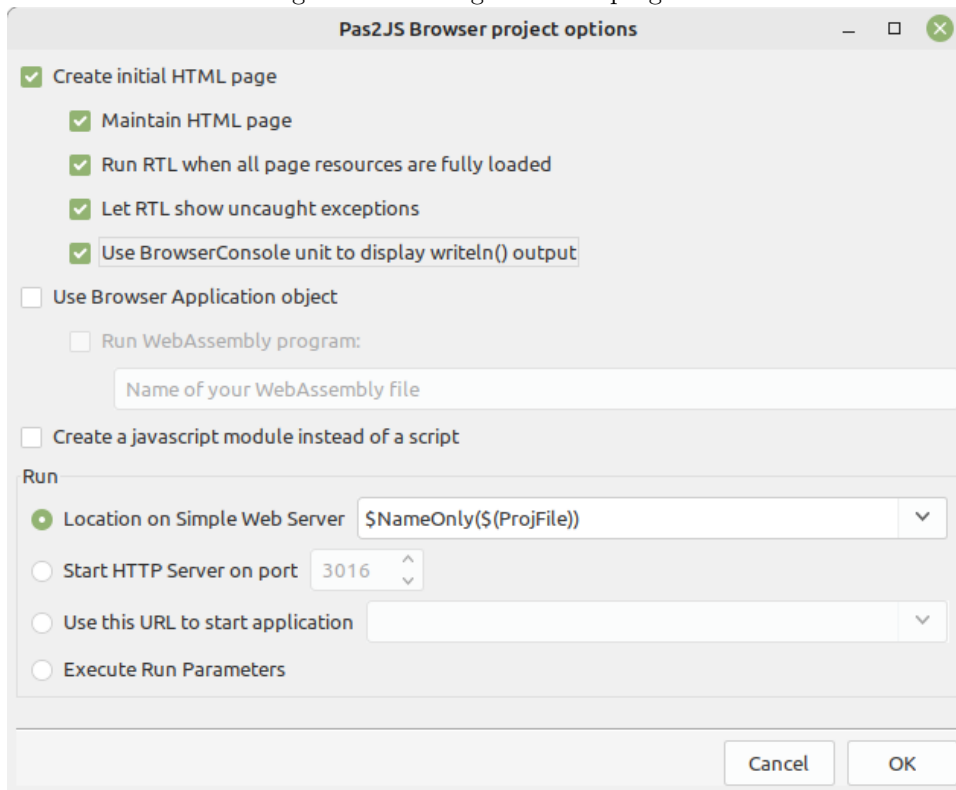 Pas2JS Browser project options
Create initial HTML page
Maintain HTML page
Run RTL when all page resources are fully loaded
Let RTL show uncaught exceptions
Use BrowserConsole unit to display writeln() output
Use Browser Application object
Run WebAssembly program:
Name of your WebAssembly file
Create a javascript module instead of a script
Run
Location on Simple Web Server $NameOnly($(ProjFile))
Start HTTP Server on port 3016
Use this URL to start application
Execute Run Parameters
Cancel OK